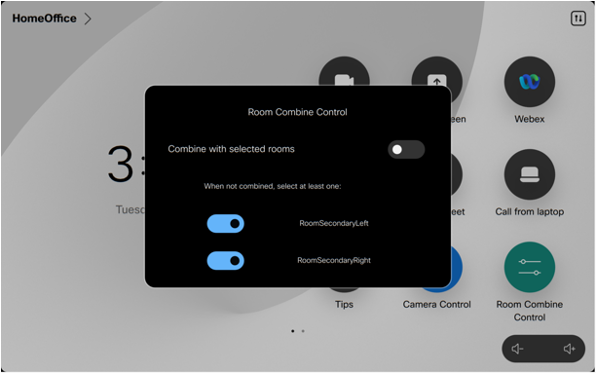 HomeOffice
Room Combine Control
Combine with selected rooms
When not combined, select at least one:
RoomSecondaryLeft
RoomSecondaryRight
3:
Tuesd
een
Webex
eet
Call from laptop
Tips
Camera Control
Room Combine
Control